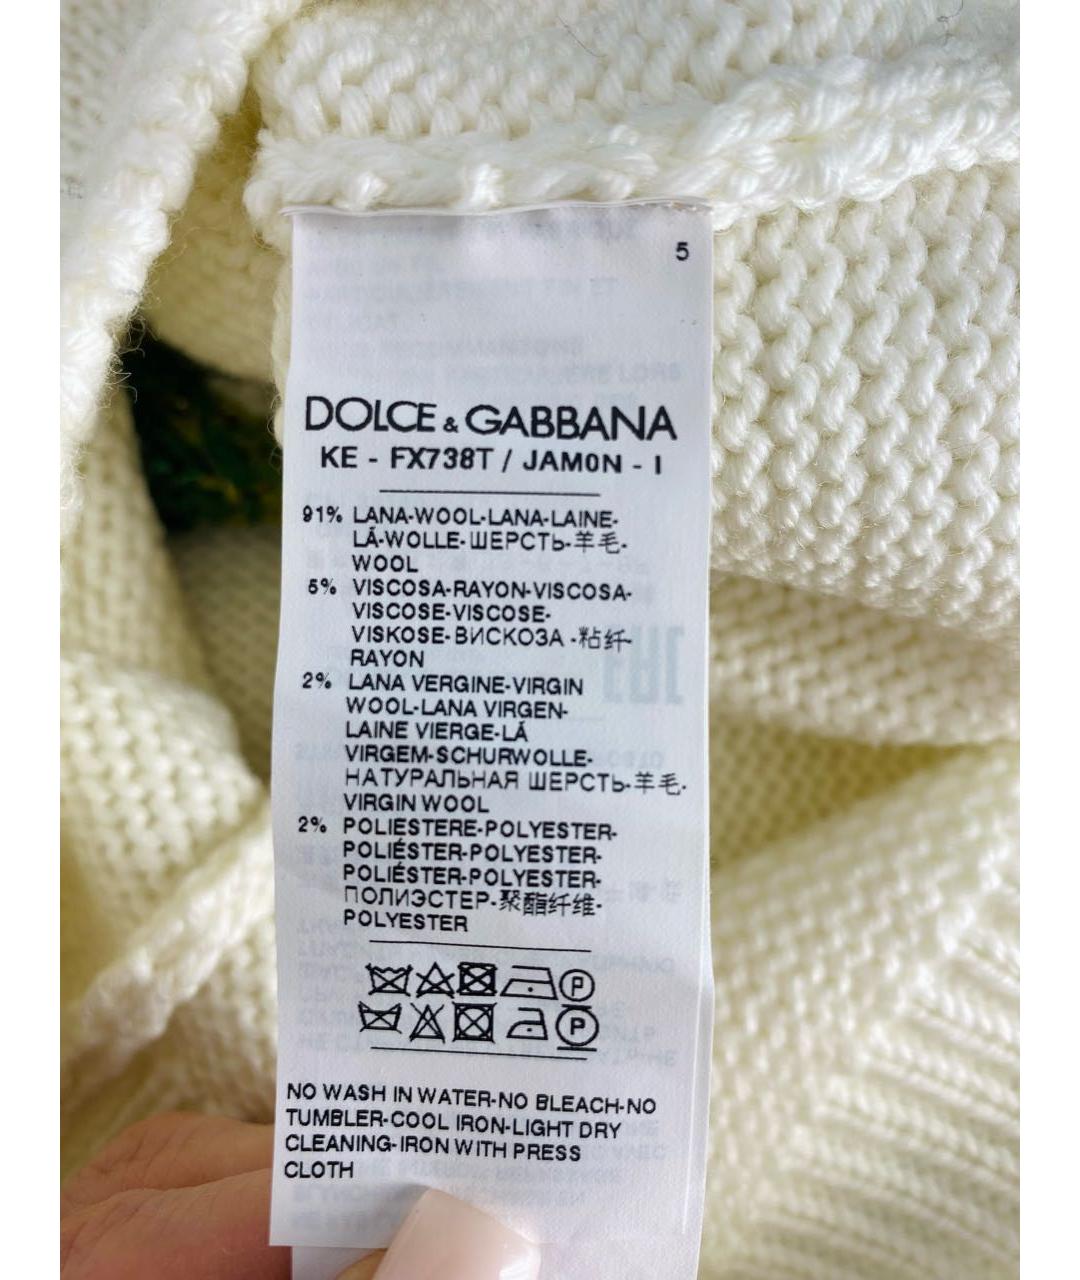 5
PARTICULIEREMENT FIN ET
DOLCE & GABBANA
KE - FX738T / JAM0N - I
91% LANA-WOOL-LANA-LAINE-
LÃ-WOLLE-ШЕРСТЬ-羊毛-
WOOL
5% VISCOSA-RAYON-VISCOSA-
VISCOSE-VISCOSE-
VISKOSE-ВИСКОЗА -粘纤-
RAYON
2% LANA VERGINE-VIRGIN
WOOL-LANA VIRGEN-
LAINE VIERGE-LÃ
VIRGEM-SCHURWOLLE-
НАТУРАЛЬНАЯ ШЕРСТЬ-羊毛-
VIRGIN WOOL
2% POLIESTERE-POLYESTER-
POLIÉSTER-POLYESTER-
POLIÉSTER-POLYESTER-
ПОЛИЭСТЕР-聚酯纤维-
POLYESTER
P
P
NO WASH IN WATER-NO BLEACH-NO
TUMBLER-COOL IRON-LIGHT DRY
CLEANING-IRON WITH PRESS
CLOTH